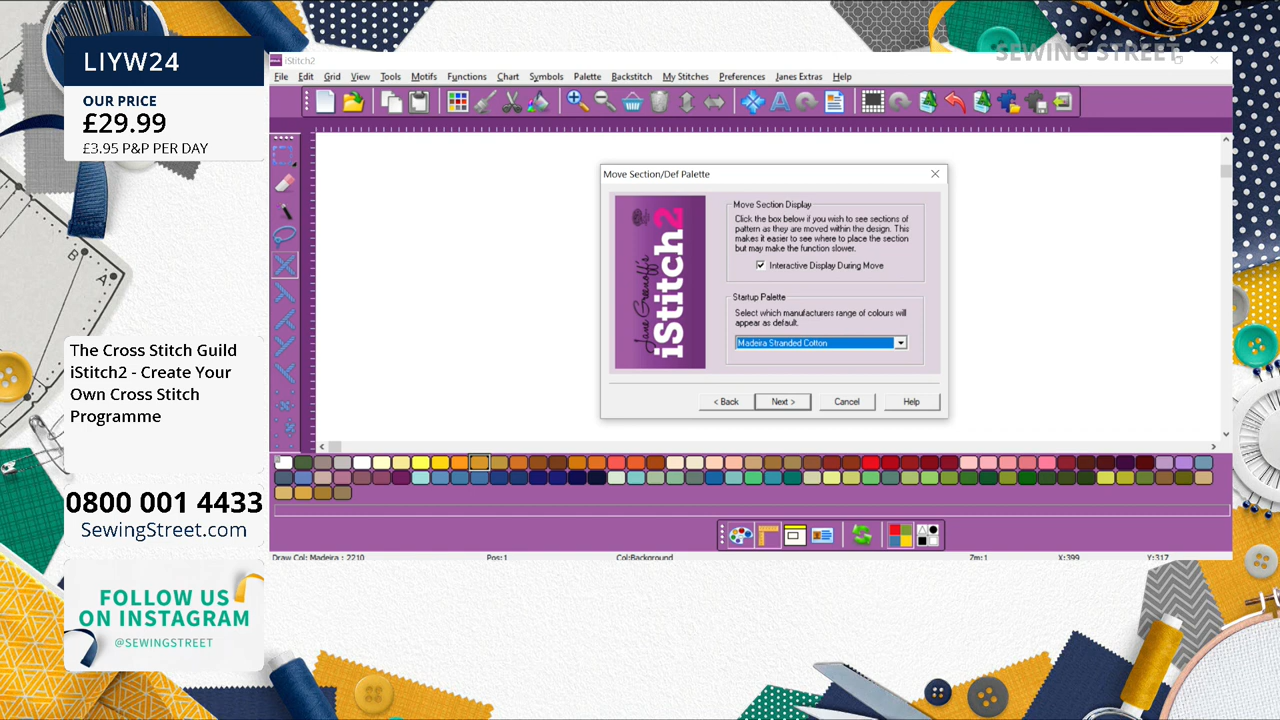 LIYW24
OUR PRICE
£29.99
£3.95 P&P PER DAY
The Cross Stitch Guild
iStitch2 - Create Your
Own Cross Stitch
Programme
0800 001 4433
SewingStreet.com
FOLLOW US
ON INSTAGRAM
@SEWINGSTREET
SEWING STREET
iStitch2
File Edit Grid View Tools Motifs Functions Chart Symbols Palette Backstitch My Stitches Preferences Janes Extras Help
Move Section/Def Palette
Jane Greenoff's
iStitch2
Move Section Display
Click the box below if you wish to see sections of
pattern as they are moved within the design. This
makes it easier to see where to place the section
but may make the function slower.
Interactive Display During Move
Startup Palette
Select which manufacturers range of colours will
appear as default.
Madeira Stranded Cotton
< Back Next > Cancel Help
Draw Col: Madeira : 2210 Pos:1 Col:Background Zm:1 X:399 Y:317
B
A